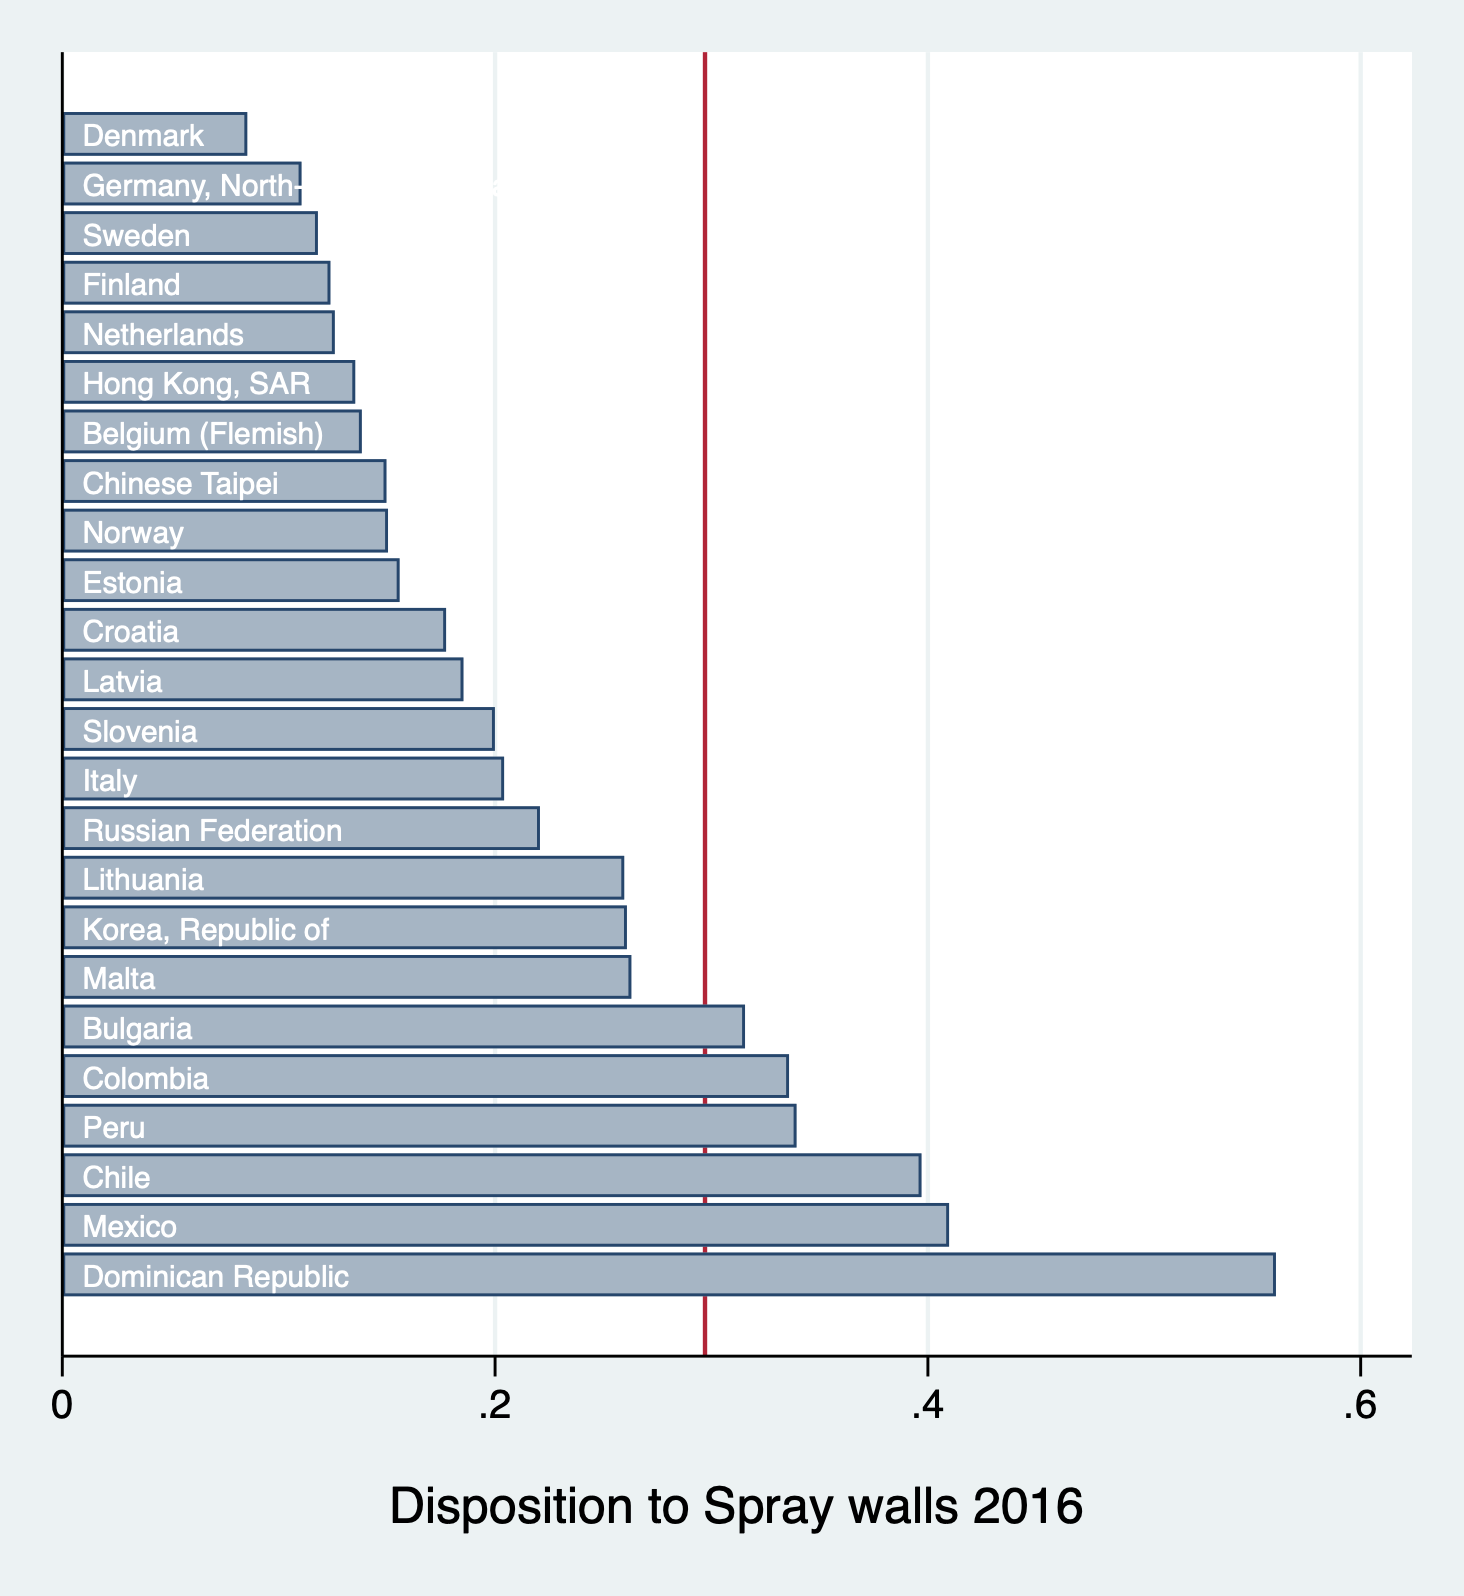 Denmark
Germany, North-
Sweden
Finland
Netherlands
Hong Kong, SAR
Belgium (Flemish)
Chinese Taipei
Norway
Estonia
Croatia
Latvia
Slovenia
Italy
Russian Federation
Lithuania
Korea, Republic of
Malta
Bulgaria
Colombia
Peru
Chile
Mexico
Dominican Republic
0 .2 .4 .6
Disposition to Spray walls 2016